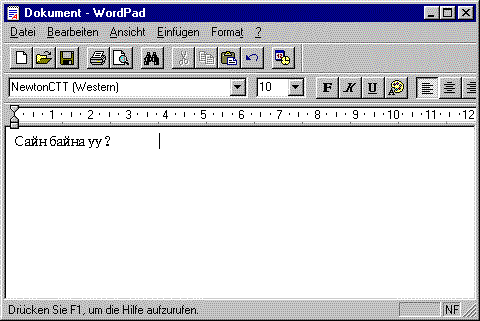 Dokument - WordPad
Datei Bearbeiten Ansicht Einfügen Format ?
NewtonCTT (Western) 10 F K U
1 2 3 4 5 6 7 8 9 10 11 12
Сайн байна уу ?
Drücken Sie F1, um die Hilfe aufzurufen. NF